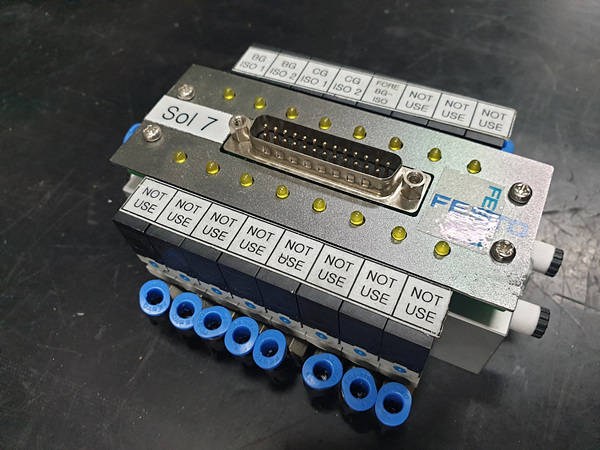 BG
ISO 1
BG
ISO 2
CG
ISO 1
CG
ISO 2
FORE
BG-
ISO
NOT
USE
NOT
USE
NOT
USE
Sol 7
FESTO
NOT
USE
NOT
USE
NOT
USE
NOT
USE
NOT
USE
NOT
USE
NOT
USE
NOT
USE